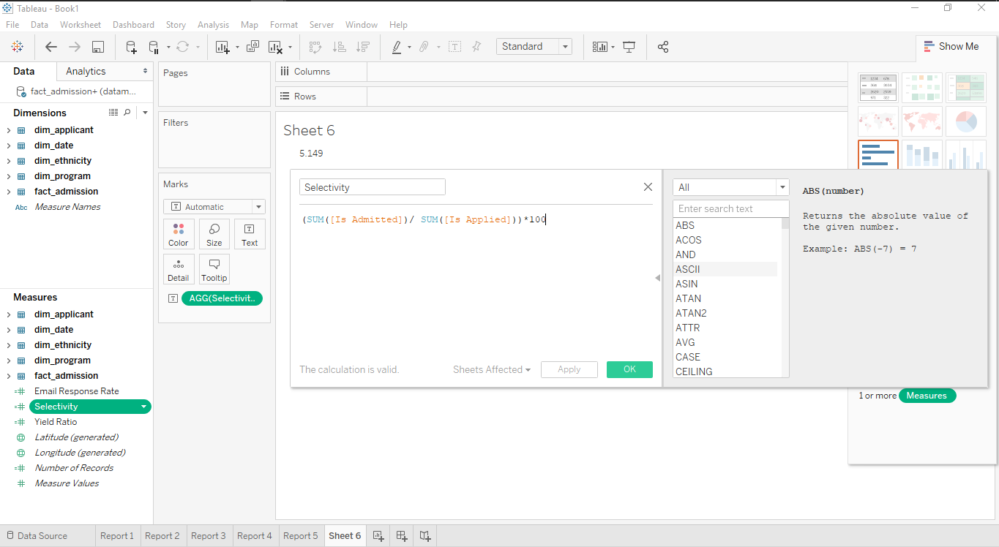 Tableau - Book1
File Data Worksheet Dashboard Story Analysis Map Format Server Window Help
Standard
Show Me
Data Analytics
fact_admission+ (datam...
Dimensions
dim_applicant
dim_date
dim_ethnicity
dim_program
fact_admission
Abc Measure Names
Measures
dim_applicant
dim_date
dim_ethnicity
dim_program
fact_admission
Email Response Rate
Selectivity
Yield Ratio
Latitude (generated)
Longitude (generated)
Number of Records
Measure Values
Pages
Filters
Marks
Automatic
Color Size Text
Detail Tooltip
AGG(Selectivit..
Columns
Rows
Sheet 6
5.149
Selectivity
(SUM([Is Admitted])/ SUM([Is Applied]))*100
The calculation is valid.
Sheets Affected
Apply
OK
All
Enter search text
ABS
ACOS
AND
ASCII
ASIN
ATAN
ATAN2
ATTR
AVG
CASE
CEILING
ABS(number)
Returns the absolute value of
the given number.
Example: ABS(-7) = 7
1 or more Measures
Data Source Report 1 Report 2 Report 3 Report 4 Report 5 Sheet 6